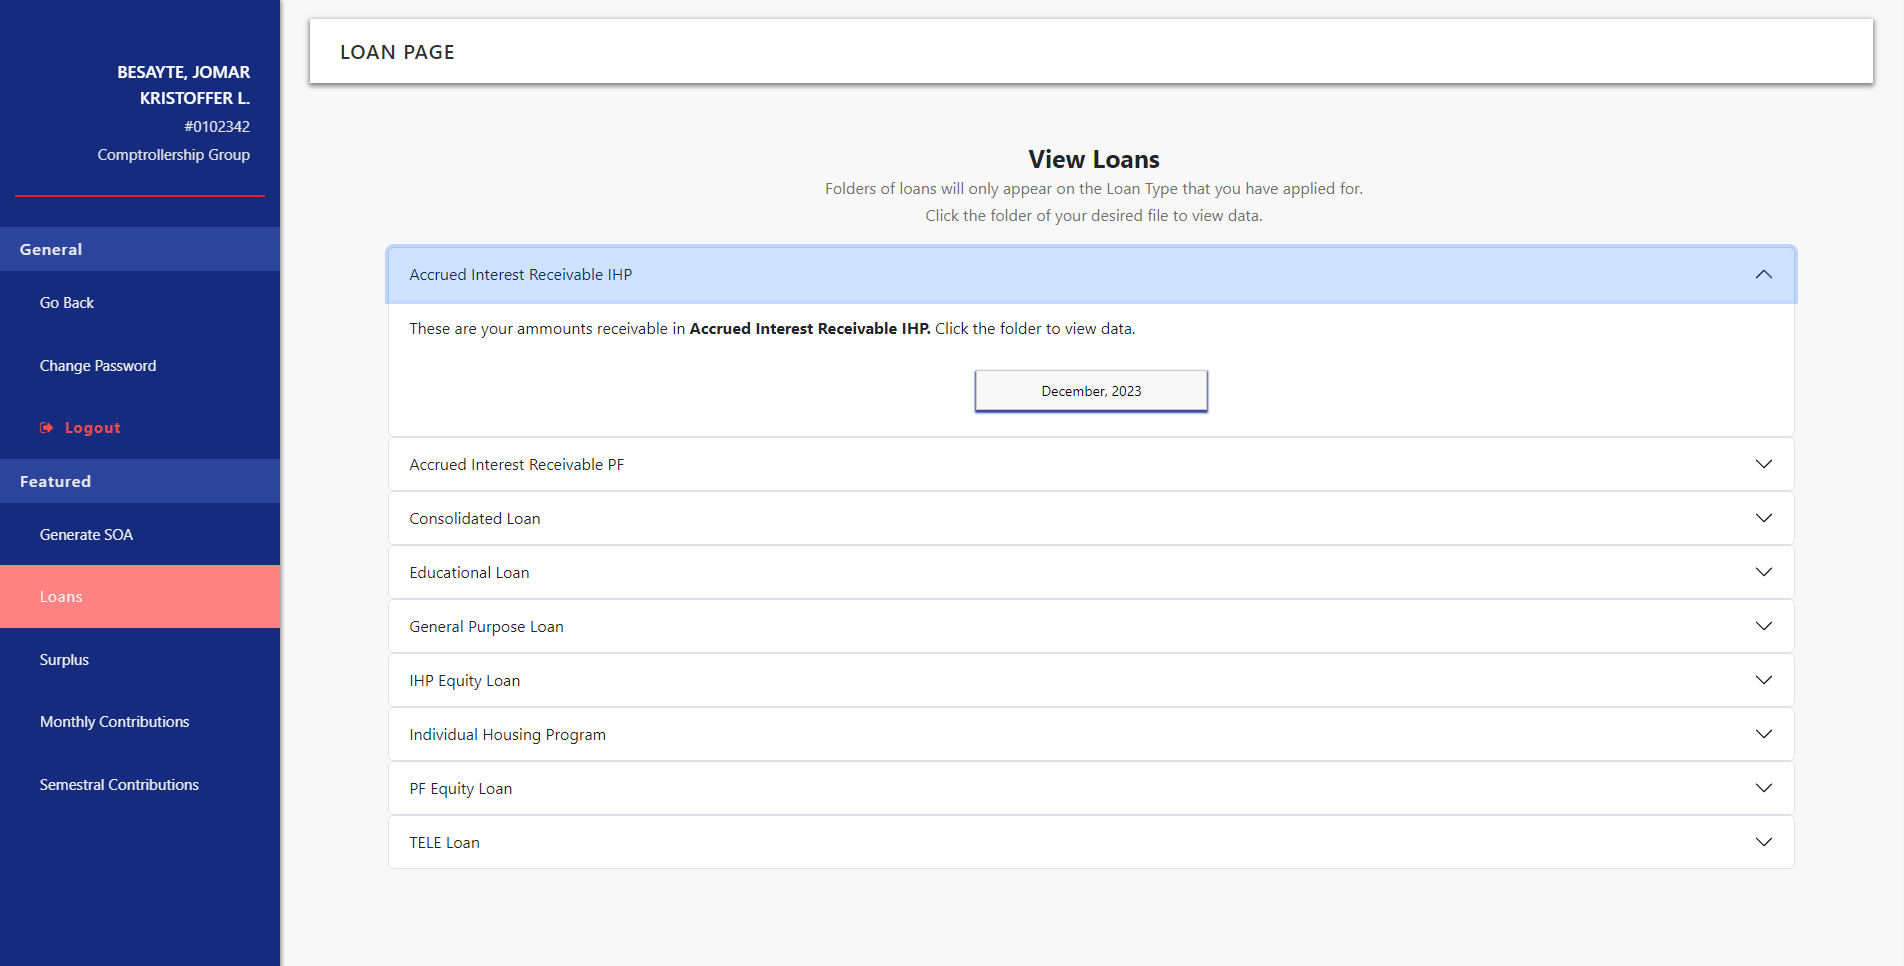 BESAYTE, JOMAR
KRISTOFFER L.
#0102342
Comptrollership Group
General
Go Back
Change Password
Logout
Featured
Generate SOA
Loans
Surplus
Monthly Contributions
Semestral Contributions
LOAN PAGE
View Loans
Folders of loans will only appear on the Loan Type that you have applied for.
Click the folder of your desired file to view data.
Accrued Interest Receivable IHP
These are your ammounts receivable in Accrued Interest Receivable IHP. Click the folder to view data.
December, 2023
Accrued Interest Receivable PF
Consolidated Loan
Educational Loan
General Purpose Loan
IHP Equity Loan
Individual Housing Program
PF Equity Loan
TELE Loan